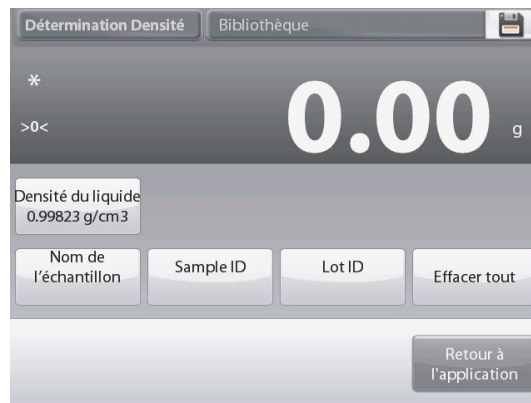 Détermination Densité
Bibliothèque
*
0.00
>0<
g
Densité du liquide
0.99823 g/cm3
Nom de
l'échantillon
Sample ID
Lot ID
Effacer tout
Retour à
l'application